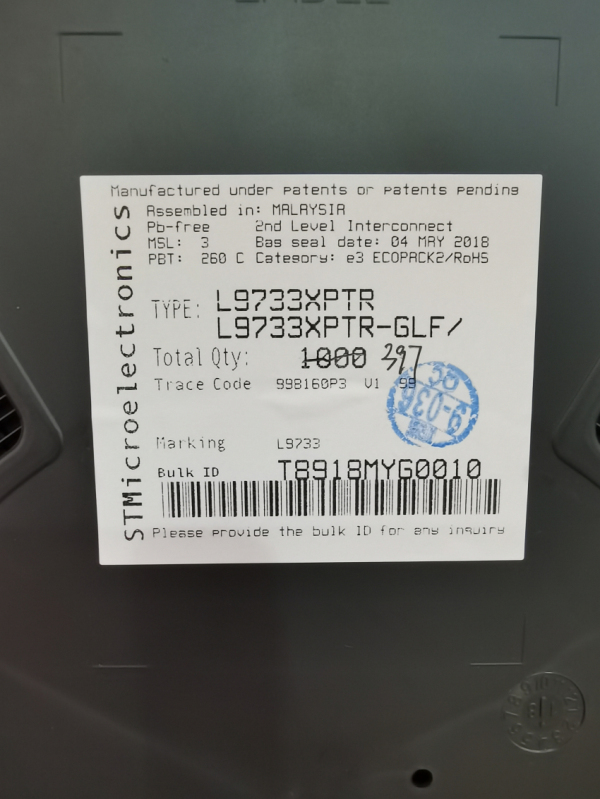 Manufactured under patents or patents pending
STMicroelectronics
Assembled in: MALAYSIA
Pb-free 2nd Level Interconnect
MSL: 3 Bag seal date: 04 MAY 2018
PBT: 260 C Category: e3 ECOPACK2/RoHS
TYPE: L9733XPTR
L9733XPTR-GLF/
Total Qty: 1000 397
Trace Code 998160P3 V1 99
Marking L9733
Bulk ID T8918MYG0010
Please provide the bulk ID for any inquiry